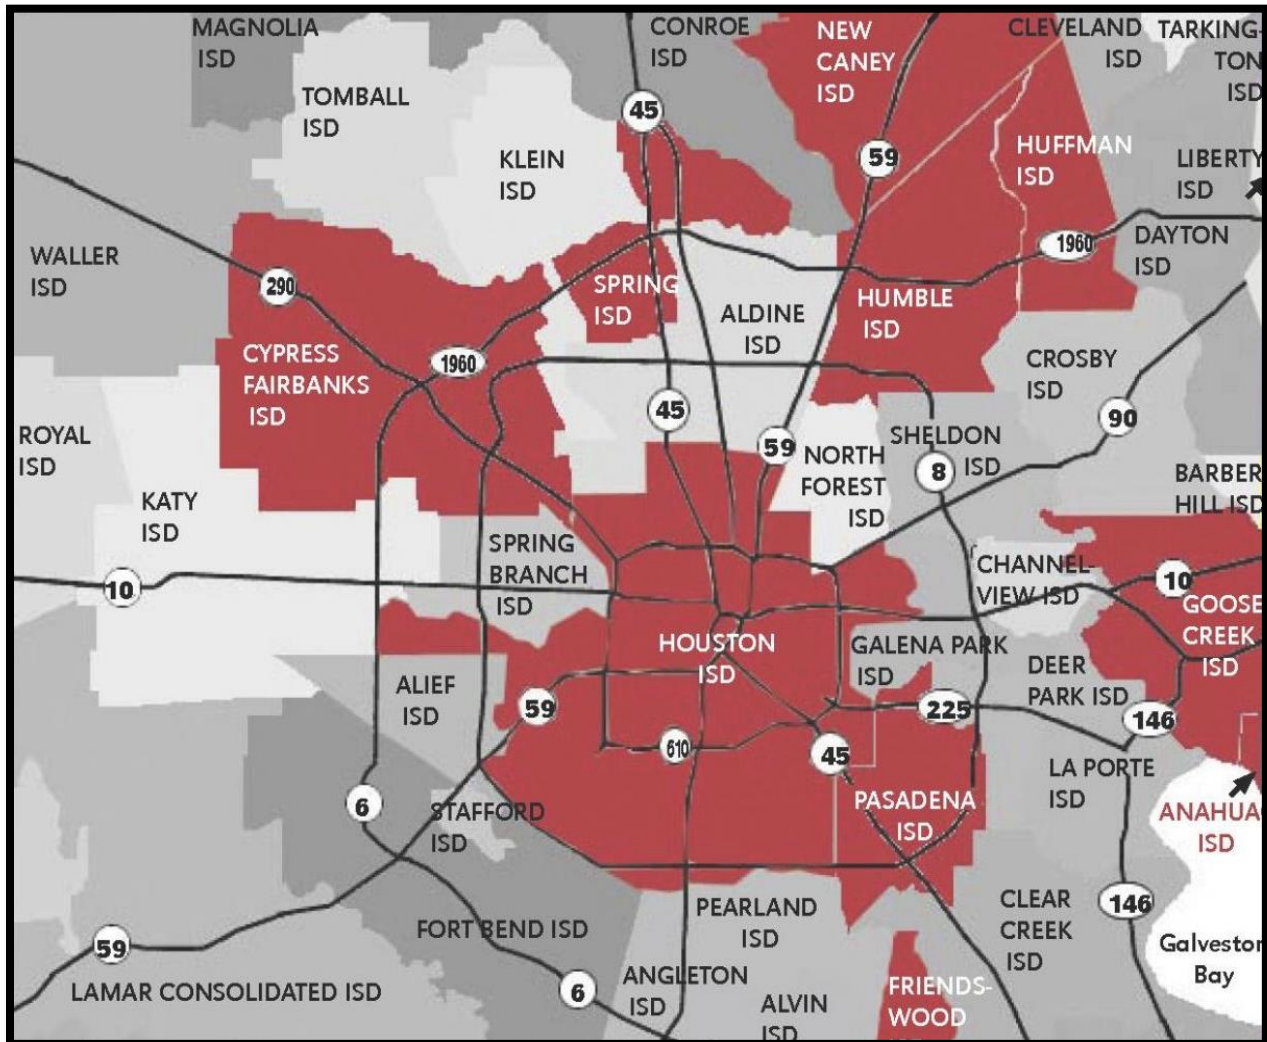 MAGNOLIA
ISD
CONROE
ISD
NEW
CANEY
ISD
CLEVELAND
ISD
TARKING-
TON
ISD
TOMBALL
ISD
45
KLEIN
ISD
59
HUFFMAN
ISD
LIBERTY
ISD
WALLER
ISD
290
SPRING
ISD
ALDINE
ISD
HUMBLE
ISD
1960
DAYTON
ISD
CYPRESS
FAIRBANKS
ISD
1960
CROSBY
ISD
45
59
90
ROYAL
ISD
KATY
ISD
NORTH
FOREST
ISD
SHELDON
ISD
8
BARBER
HILL ISD
SPRING
BRANCH
ISD
CHANNEL-
VIEW ISD
10
10
GOOSE
CREEK
ISD
HOUSTON
ISD
GALENA PARK
ISD
DEER
PARK ISD
ALIEF
ISD
59
225
146
610
45
6
STAFFORD
ISD
PASADENA
ISD
LA PORTE
ISD
ANAHUA
ISD
FORT BEND ISD
PEARLAND
ISD
CLEAR
CREEK
ISD
146
59
LAMAR CONSOLIDATED ISD
6
ANGLETON
ISD
ALVIN
ISD
FRIENDS-
WOOD
Galveston
Bay